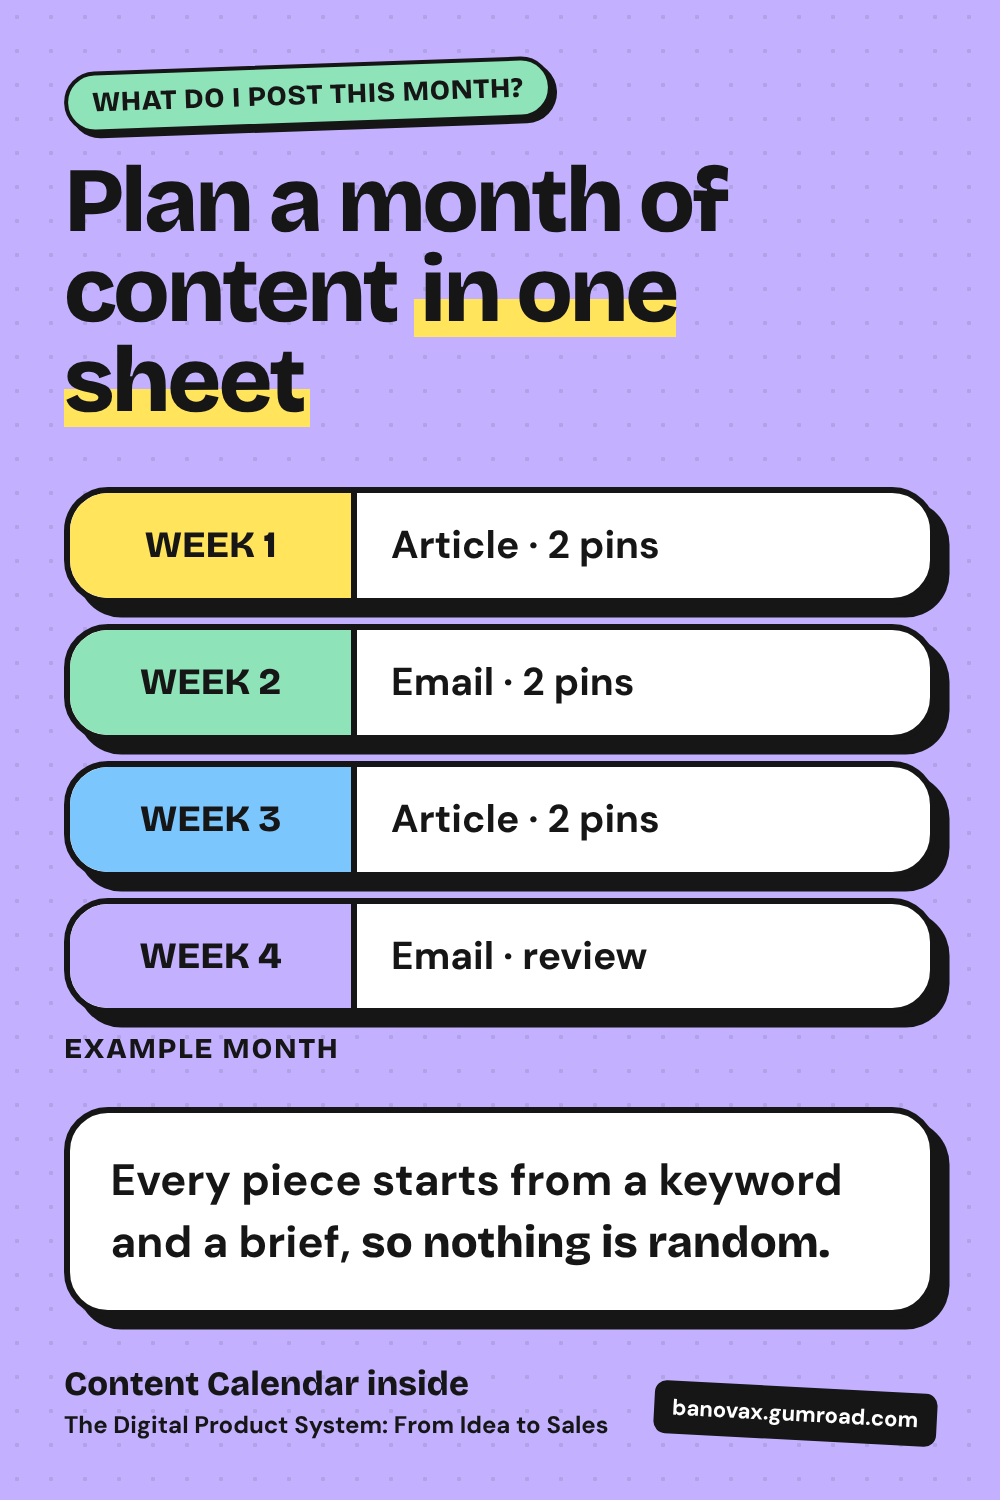 WHAT DO I POST THIS MONTH?
Plan a month of
content in one
sheet
WEEK 1
Article · 2 pins
WEEK 2
Email · 2 pins
WEEK 3
Article · 2 pins
WEEK 4
Email · review
EXAMPLE MONTH
Every piece starts from a keyword
and a brief, so nothing is random.
Content Calendar inside
The Digital Product System: From Idea to Sales
banovax.gumroad.com